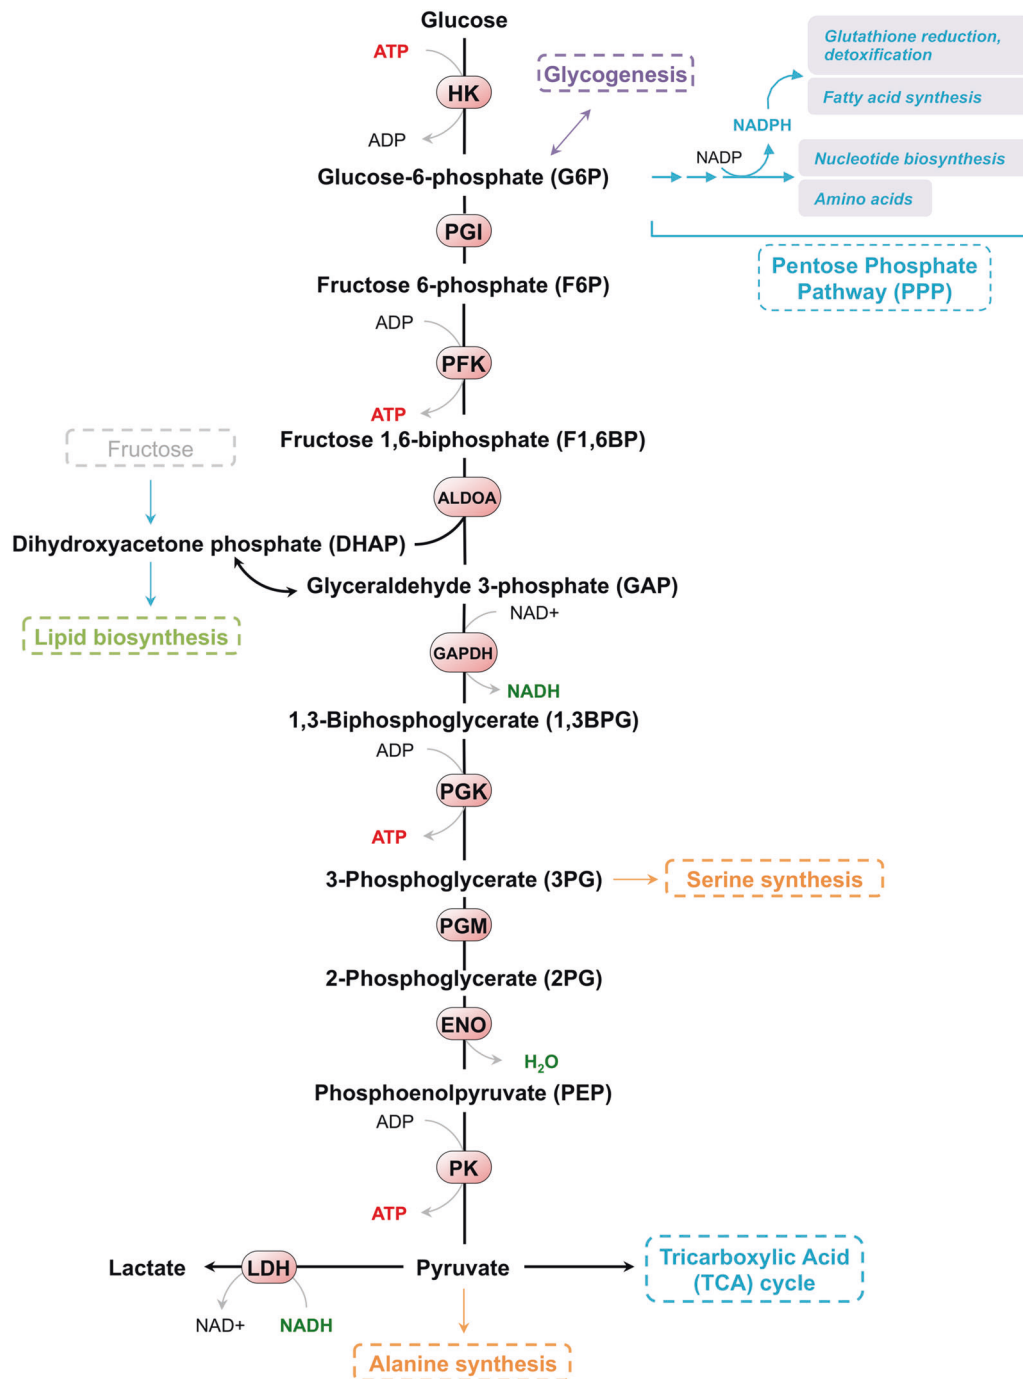 Glucose
ATP
HK
ADP
Glycogenesis
Glutathione reduction,
detoxification
Fatty acid synthesis
NADPH
NADP
Nucleotide biosynthesis
Amino acids
Glucose-6-phosphate (G6P)
PGI
Pentose Phosphate
Pathway (PPP)
Fructose 6-phosphate (F6P)
ADP
PFK
ATP
Fructose 1,6-biphosphate (F1,6BP)
Fructose
ALDOA
Dihydroxyacetone phosphate (DHAP)
Glyceraldehyde 3-phosphate (GAP)
Lipid biosynthesis
NAD+
GAPDH
NADH
1,3-Biphosphoglycerate (1,3BPG)
ADP
PGK
ATP
3-Phosphoglycerate (3PG)
Serine synthesis
PGM
2-Phosphoglycerate (2PG)
ENO
H₂O
Phosphoenolpyruvate (PEP)
ADP
PK
ATP
Lactate
LDH
Pyruvate
Tricarboxylic Acid
(TCA) cycle
NAD+
NADH
Alanine synthesis